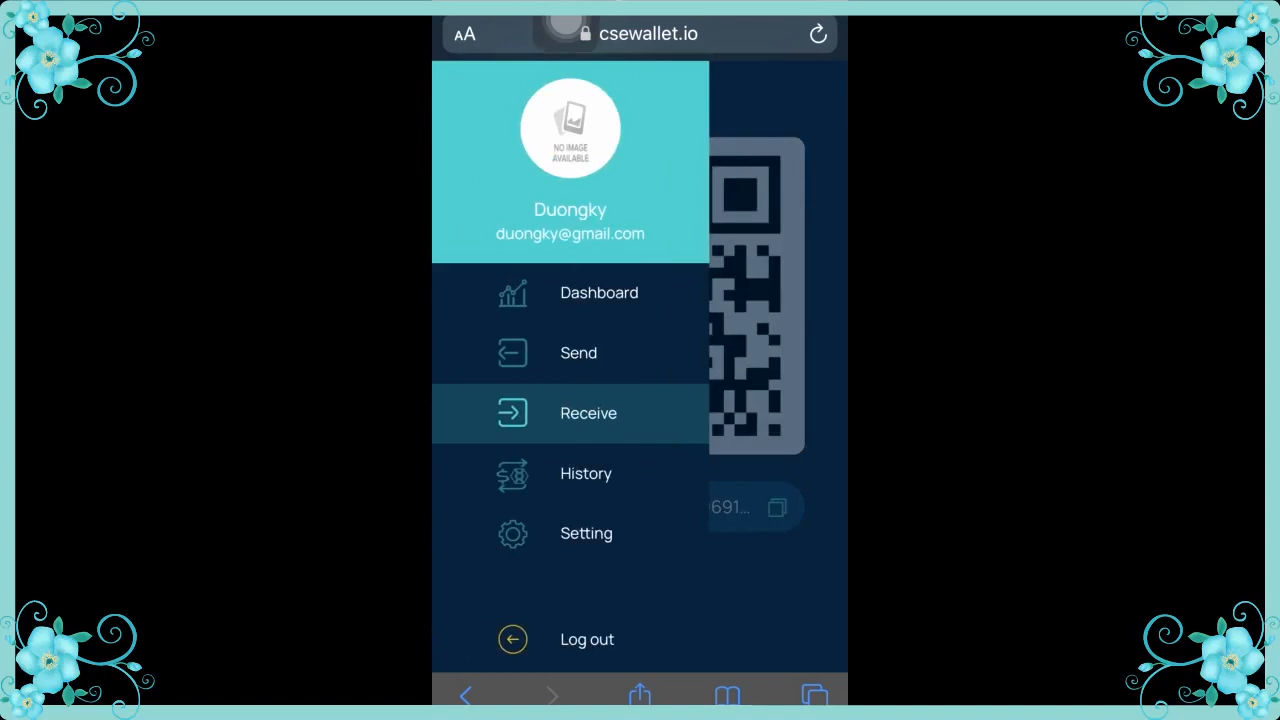 AA
csewallet.io
NO IMAGE
AVAILABLE
Duongky
duongky@gmail.com
Dashboard
Send
Receive
History
Setting
691...
Log out